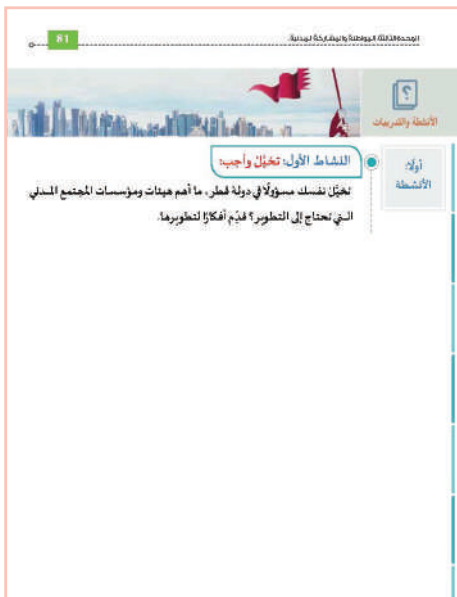 الوحدة الثالثة: المواطنة والمشاركة المدنية.
81
؟
الأنشطة والتدريبات
أولًا:
الأنشطة
النشاط الأول: تخيَّل وأجب:
تخيَّل نفسك مسؤولًا في دولة قطر، ما أهم هيئات ومؤسسات المجتمع المدني
التي تحتاج إلى التطوير؟ قدِّم أفكارًا لتطويرها.